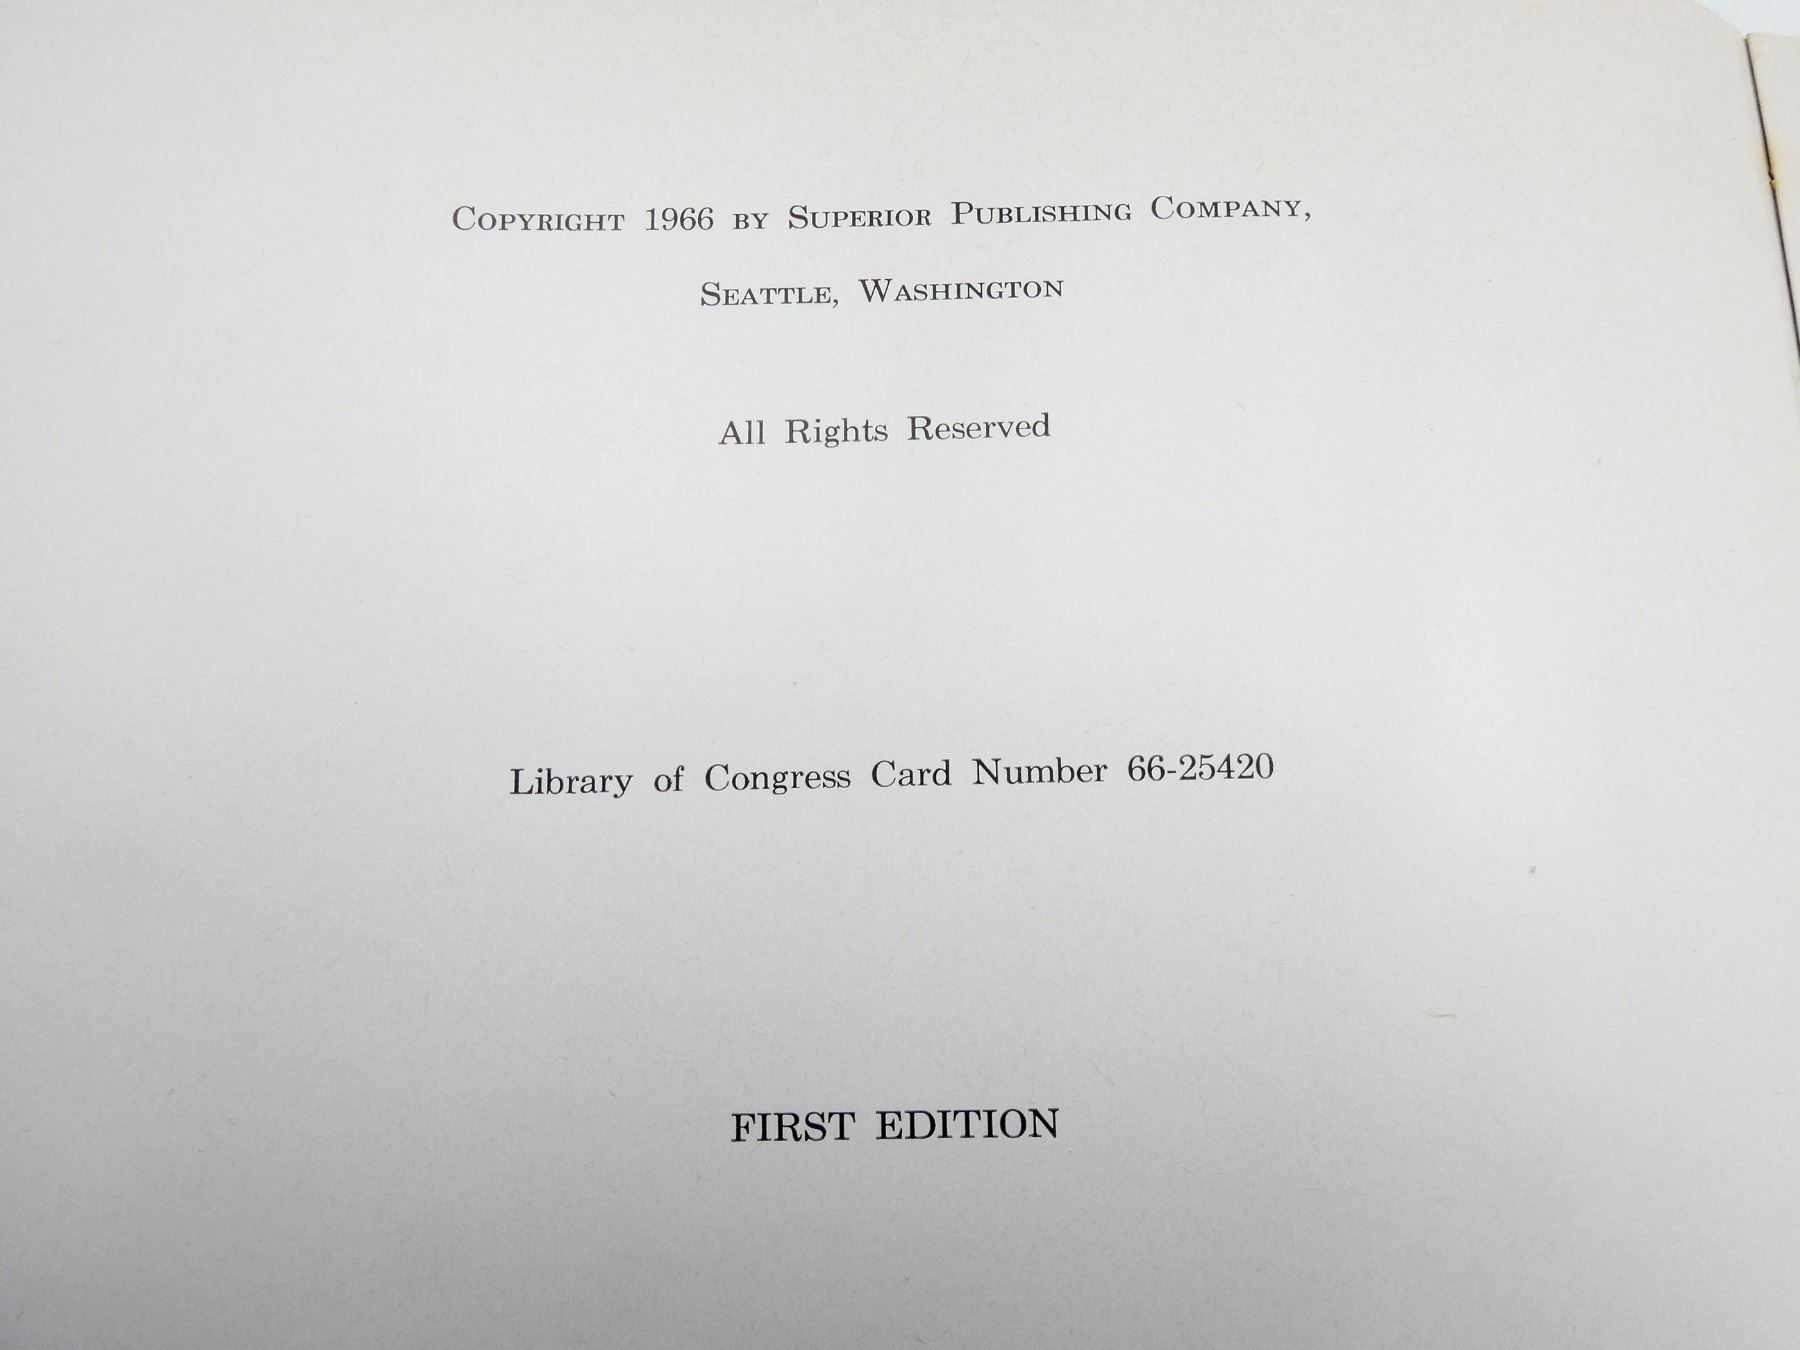 Copyright 1966 by Superior Publishing Company,
Seattle, Washington
All Rights Reserved
Library of Congress Card Number 66-25420
FIRST EDITION